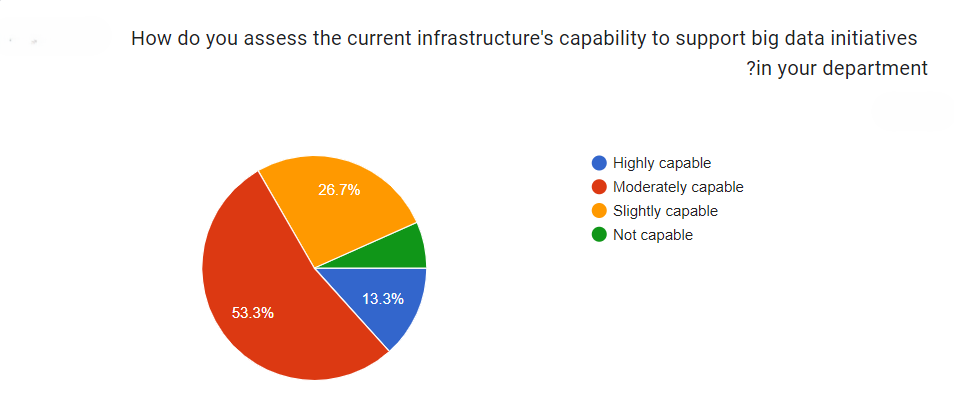 How do you assess the current infrastructure's capability to support big data initiatives
?in your department
26.7%
13.3%
53.3%
Highly capable
Moderately capable
Slightly capable
Not capable